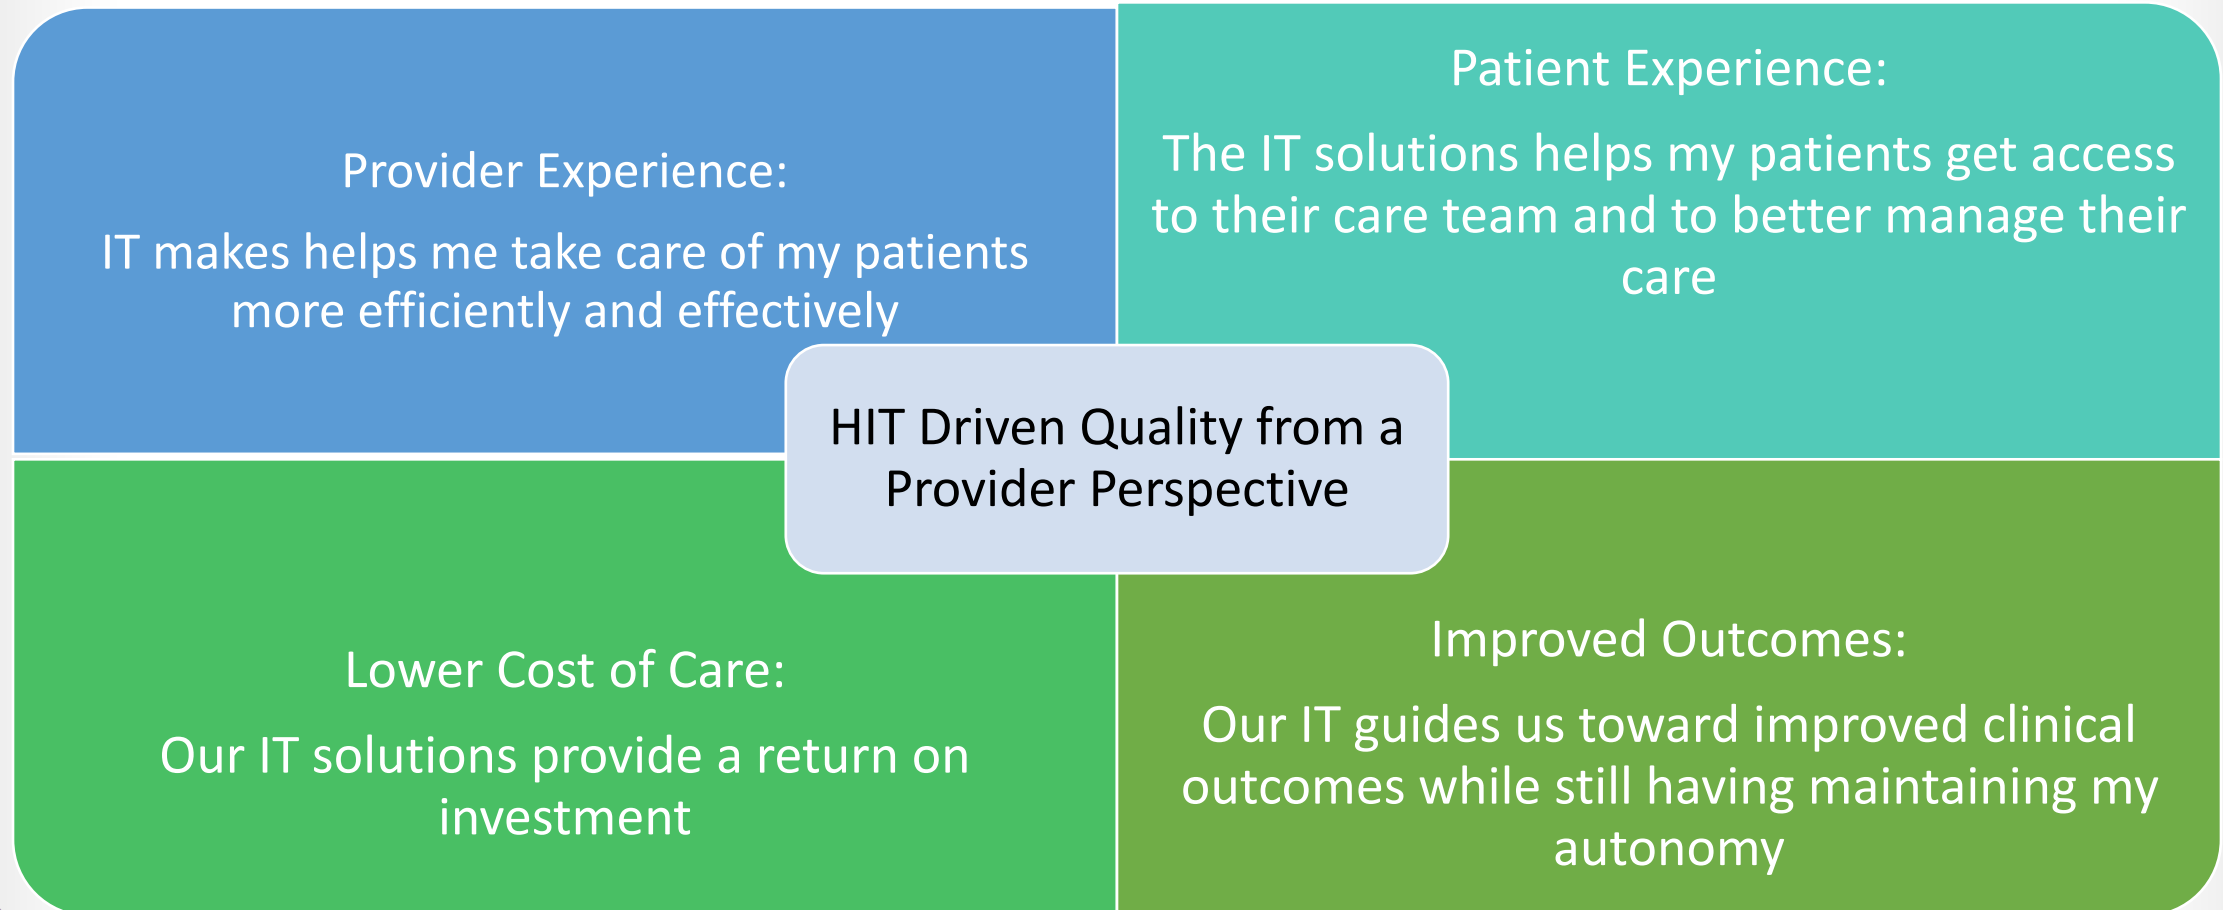 Provider Experience:
IT makes helps me take care of my patients
more efficiently and effectively
Patient Experience:
The IT solutions helps my patients get access
to their care team and to better manage their
care
HIT Driven Quality from a
Provider Perspective
Lower Cost of Care:
Our IT solutions provide a return on
investment
Improved Outcomes:
Our IT guides us toward improved clinical
outcomes while still having maintaining my
autonomy